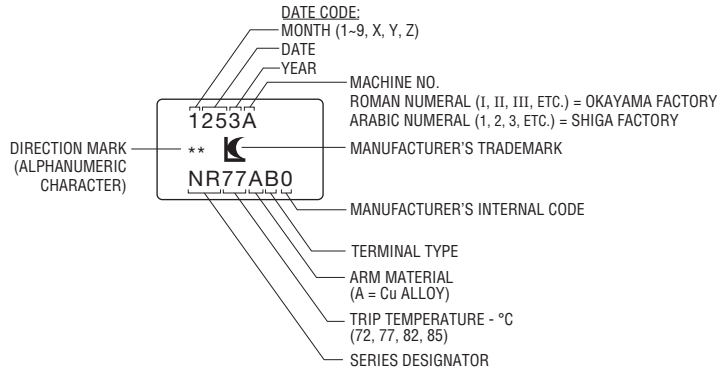 DATE CODE:
MONTH (1~9, X, Y, Z)
DATE
YEAR
MACHINE NO.
ROMAN NUMERAL (I, II, III, ETC.) = OKAYAMA FACTORY
ARABIC NUMERAL (1, 2, 3, ETC.) = SHIGA FACTORY
1253A
DIRECTION MARK
(ALPHANUMERIC
CHARACTER)
**
MANUFACTURER'S TRADEMARK
NR77AB0
MANUFACTURER'S INTERNAL CODE
TERMINAL TYPE
ARM MATERIAL
(A = Cu ALLOY)
TRIP TEMPERATURE - °C
(72, 77, 82, 85)
SERIES DESIGNATOR